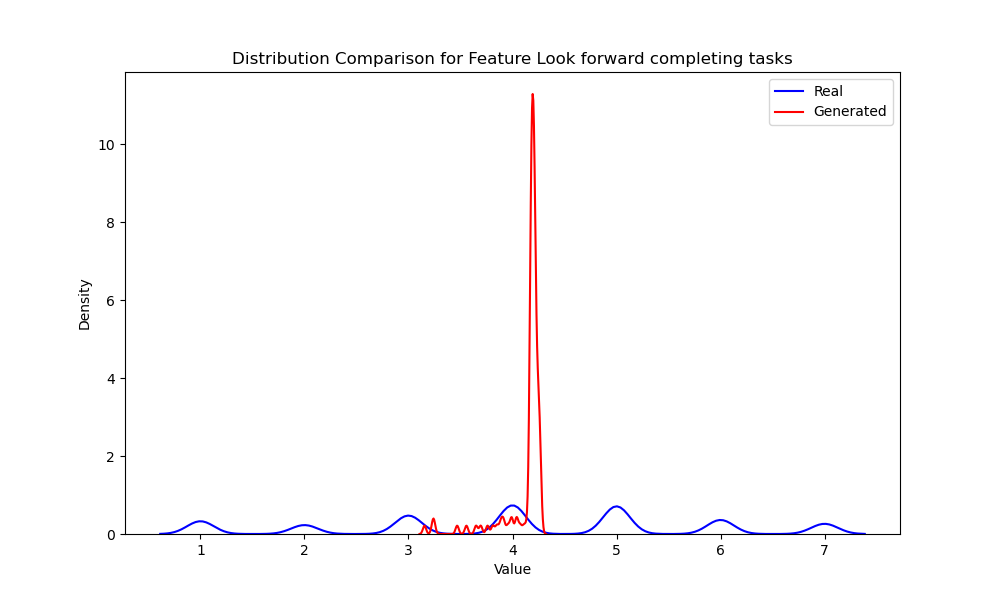 Distribution Comparison for Feature Look forward completing tasks
Real
Generated
10
8
6
4
2
0
Density
1 2 3 4 5 6 7
Value